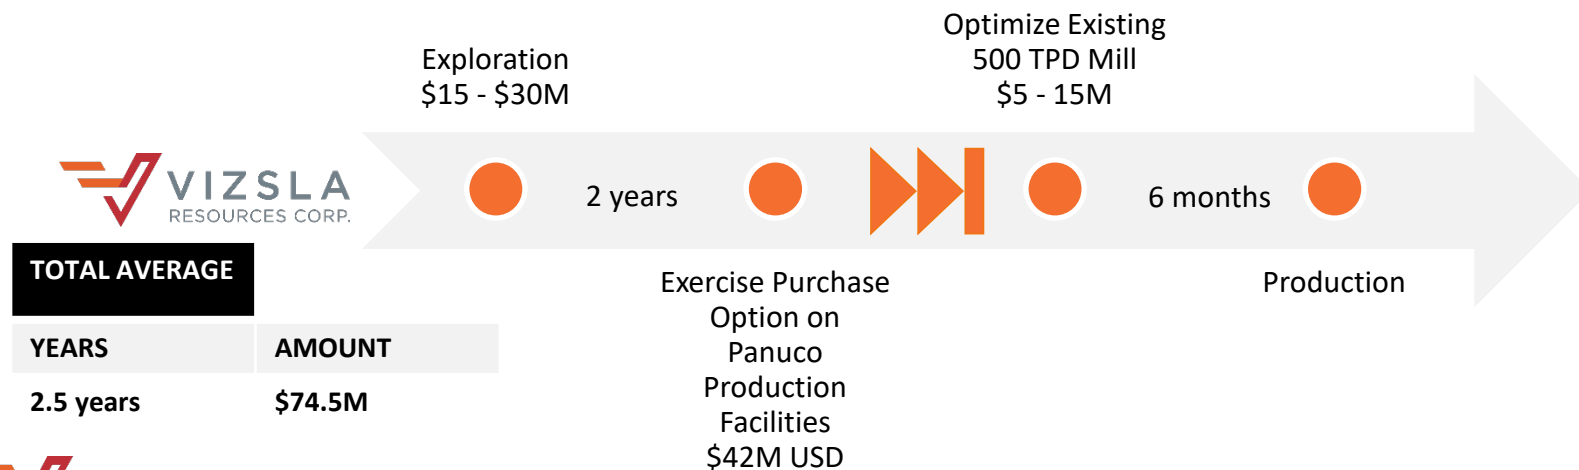 Exploration
$15 - $30M
Optimize Existing
500 TPD Mill
$5 - 15M
VIZSLA
RESOURCES CORP.
2 years
6 months
TOTAL AVERAGE
YEARS
AMOUNT
2.5 years
$74.5M
Exercise Purchase
Option on
Panuco
Production
Facilities
$42M USD
Production